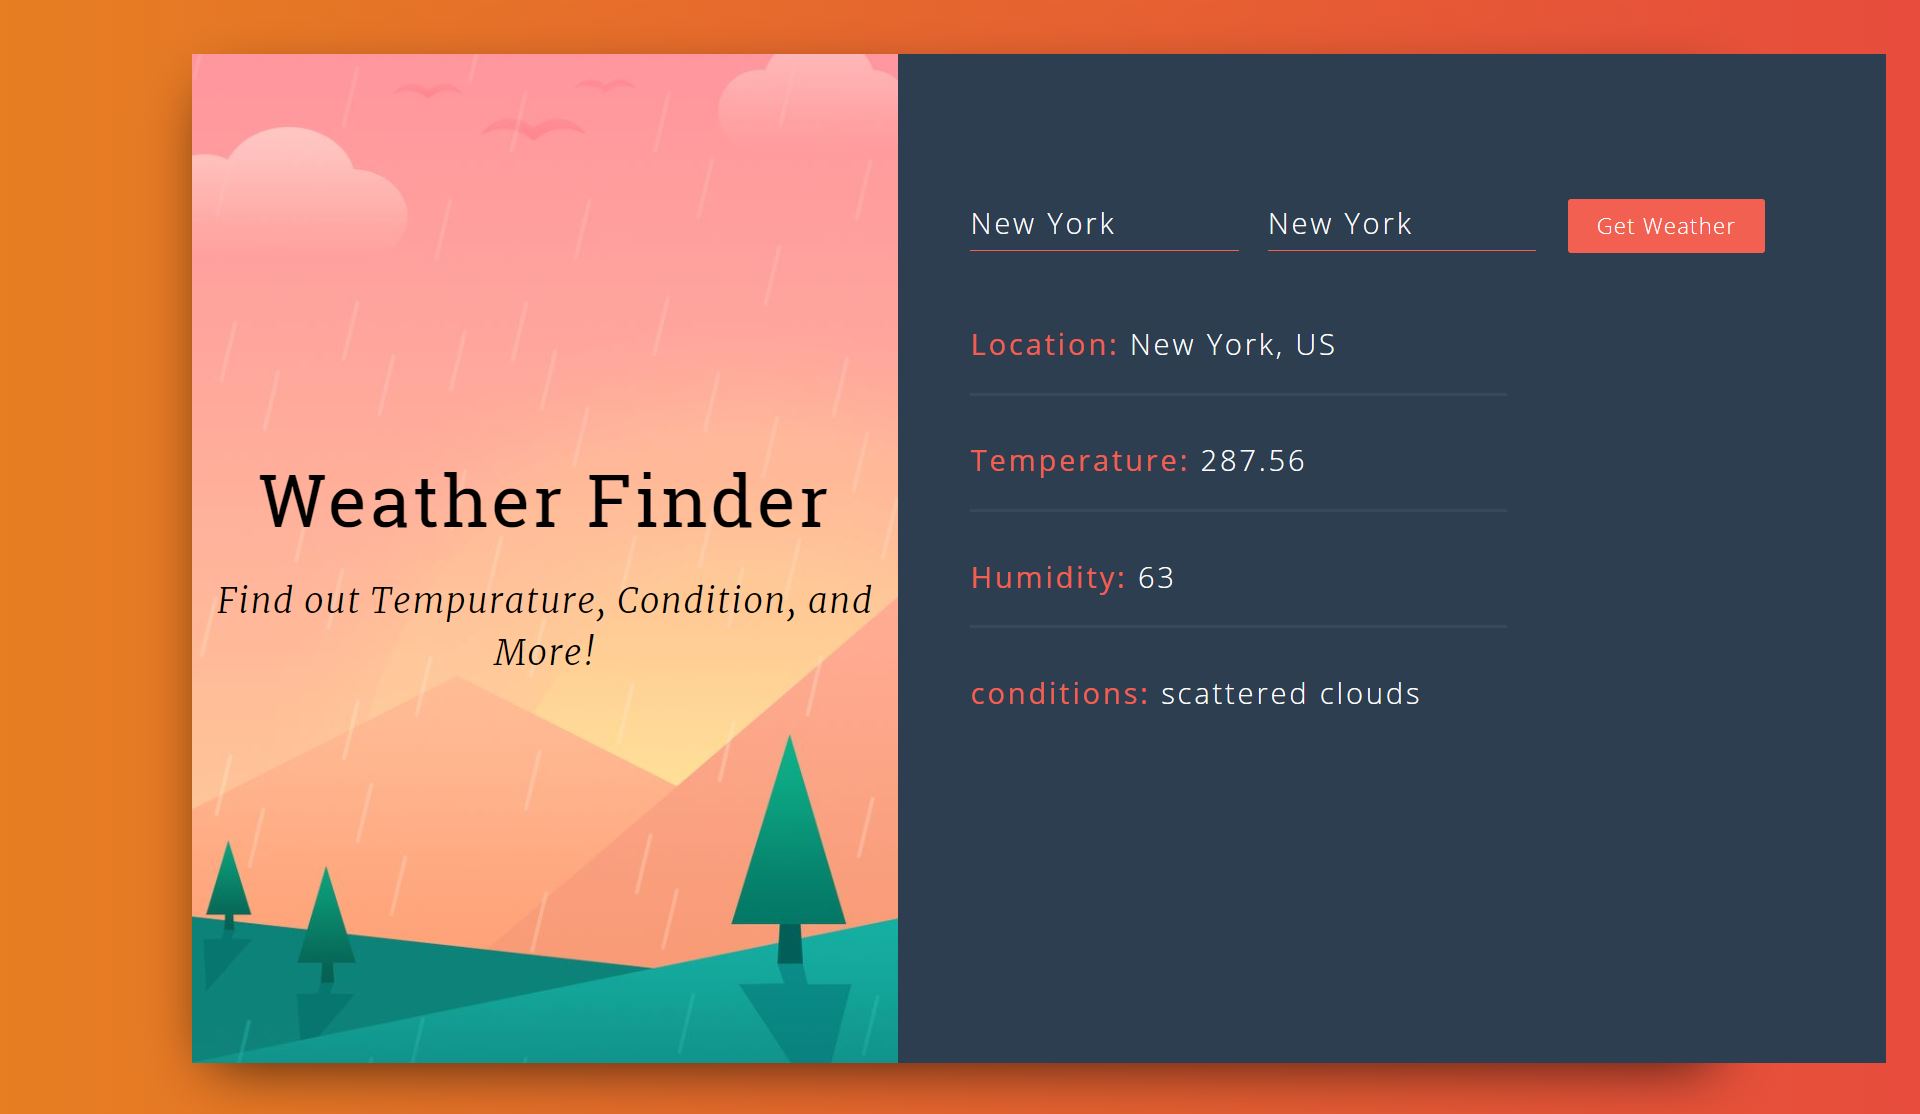 Weather Finder
Find out Tempurature, Condition, and
More!
New York
New York
Get Weather
Location: New York, US
Temperature: 287.56
Humidity: 63
conditions: scattered clouds